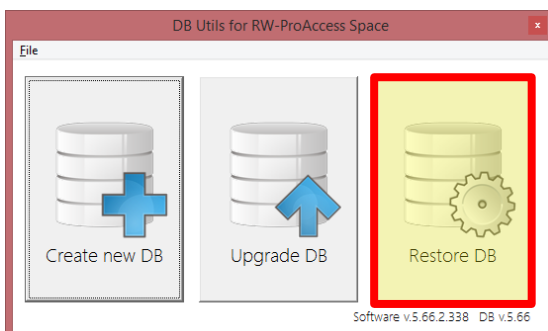 DB Utils for RW-ProAccess Space
x
File
Create new DB
Upgrade DB
Restore DB
Software v.5.66.2.338 DB v.5.66